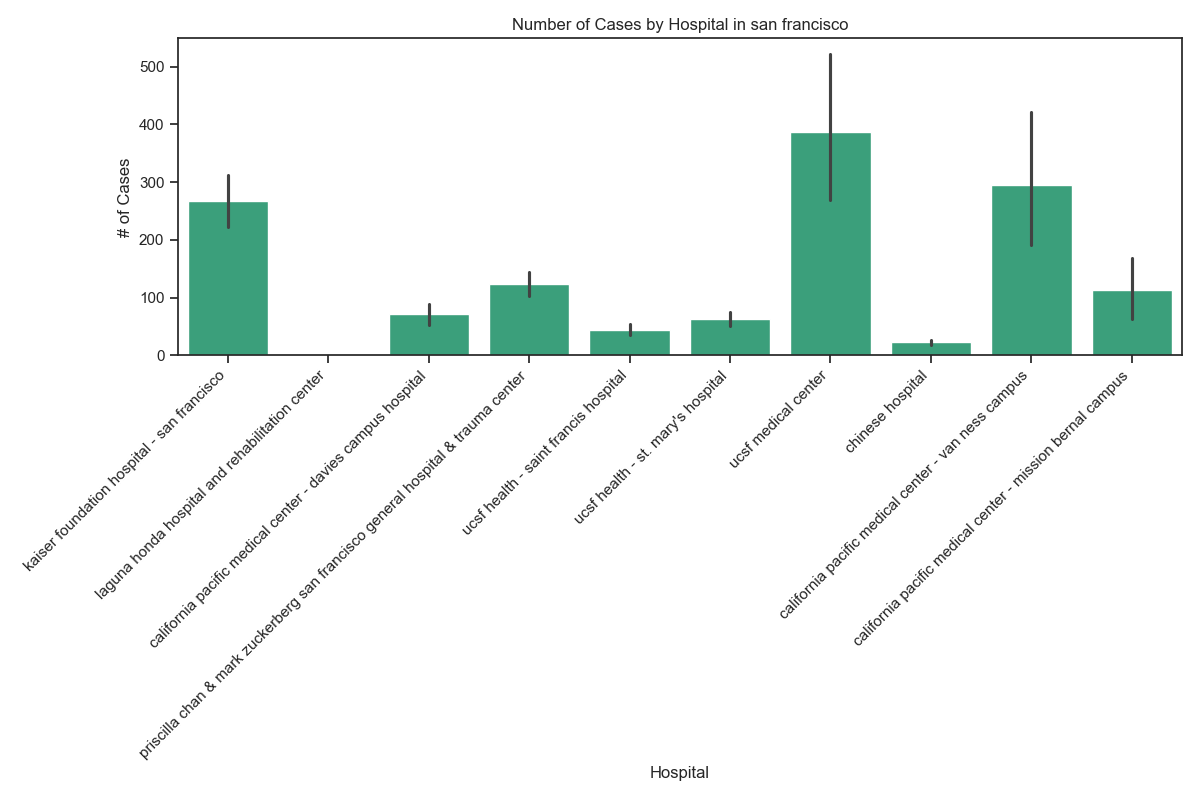 Number of Cases by Hospital in san francisco
# of Cases
500
400
300
200
100
0
kaiser foundation hospital - san francisco
laguna honda hospital and rehabilitation center
california pacific medical center - davies campus hospital
priscilla chan & mark zuckerberg san francisco general hospital & trauma center
ucsf health - saint francis hospital
ucsf health - st. mary's hospital
ucsf medical center
chinese hospital
california pacific medical center - van ness campus
california pacific medical center - mission bernal campus
Hospital